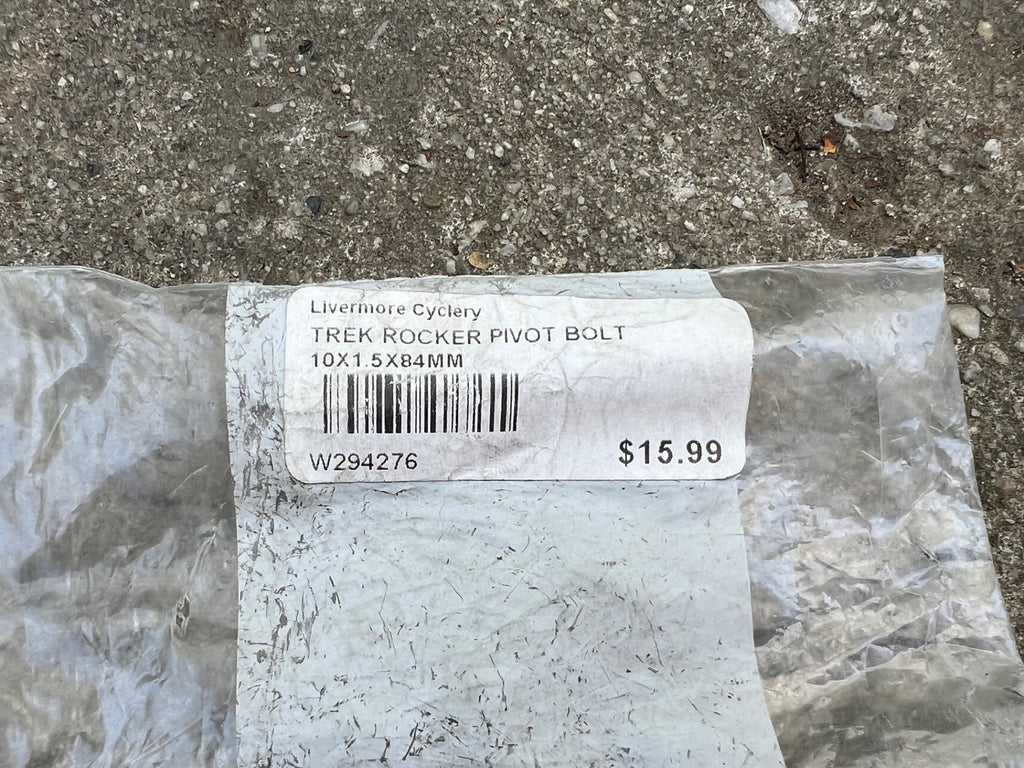 Livermore Cyclery
TREK ROCKER PIVOT BOLT
10X1.5X84MM
W294276
$15.99